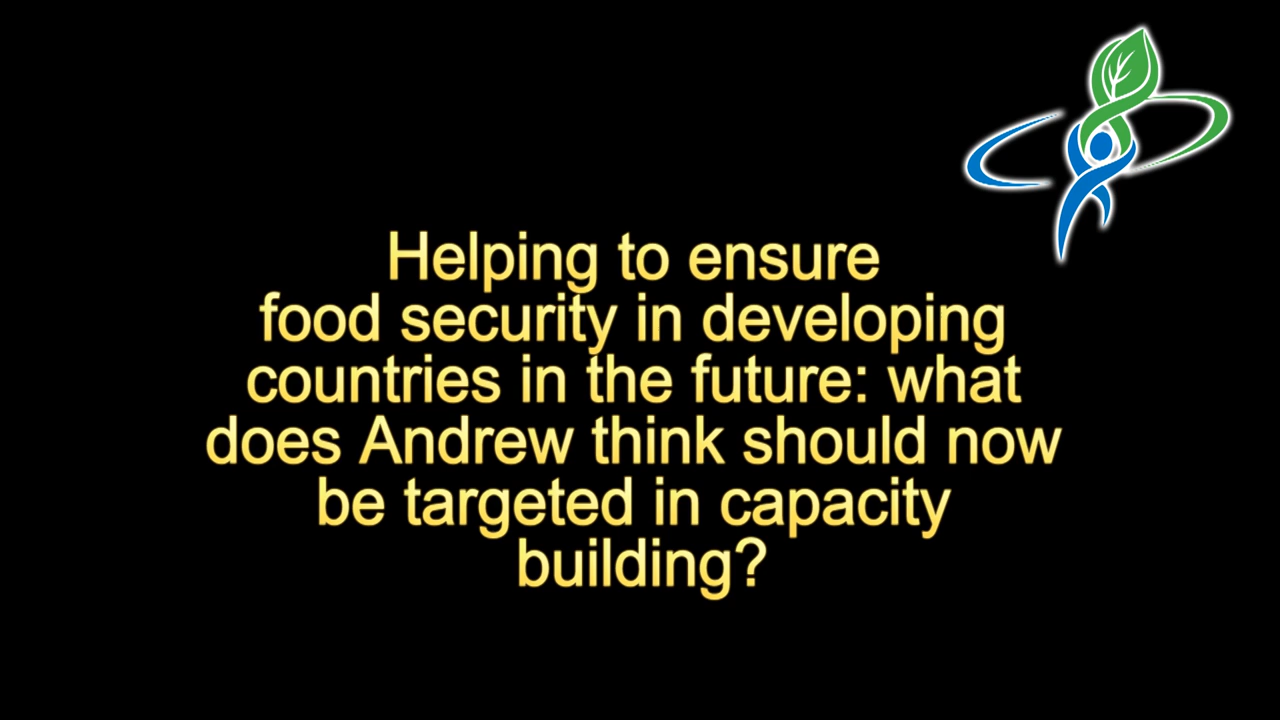 Helping to ensure
food security in developing
countries in the future: what
does Andrew think should now
be targeted in capacity
building?